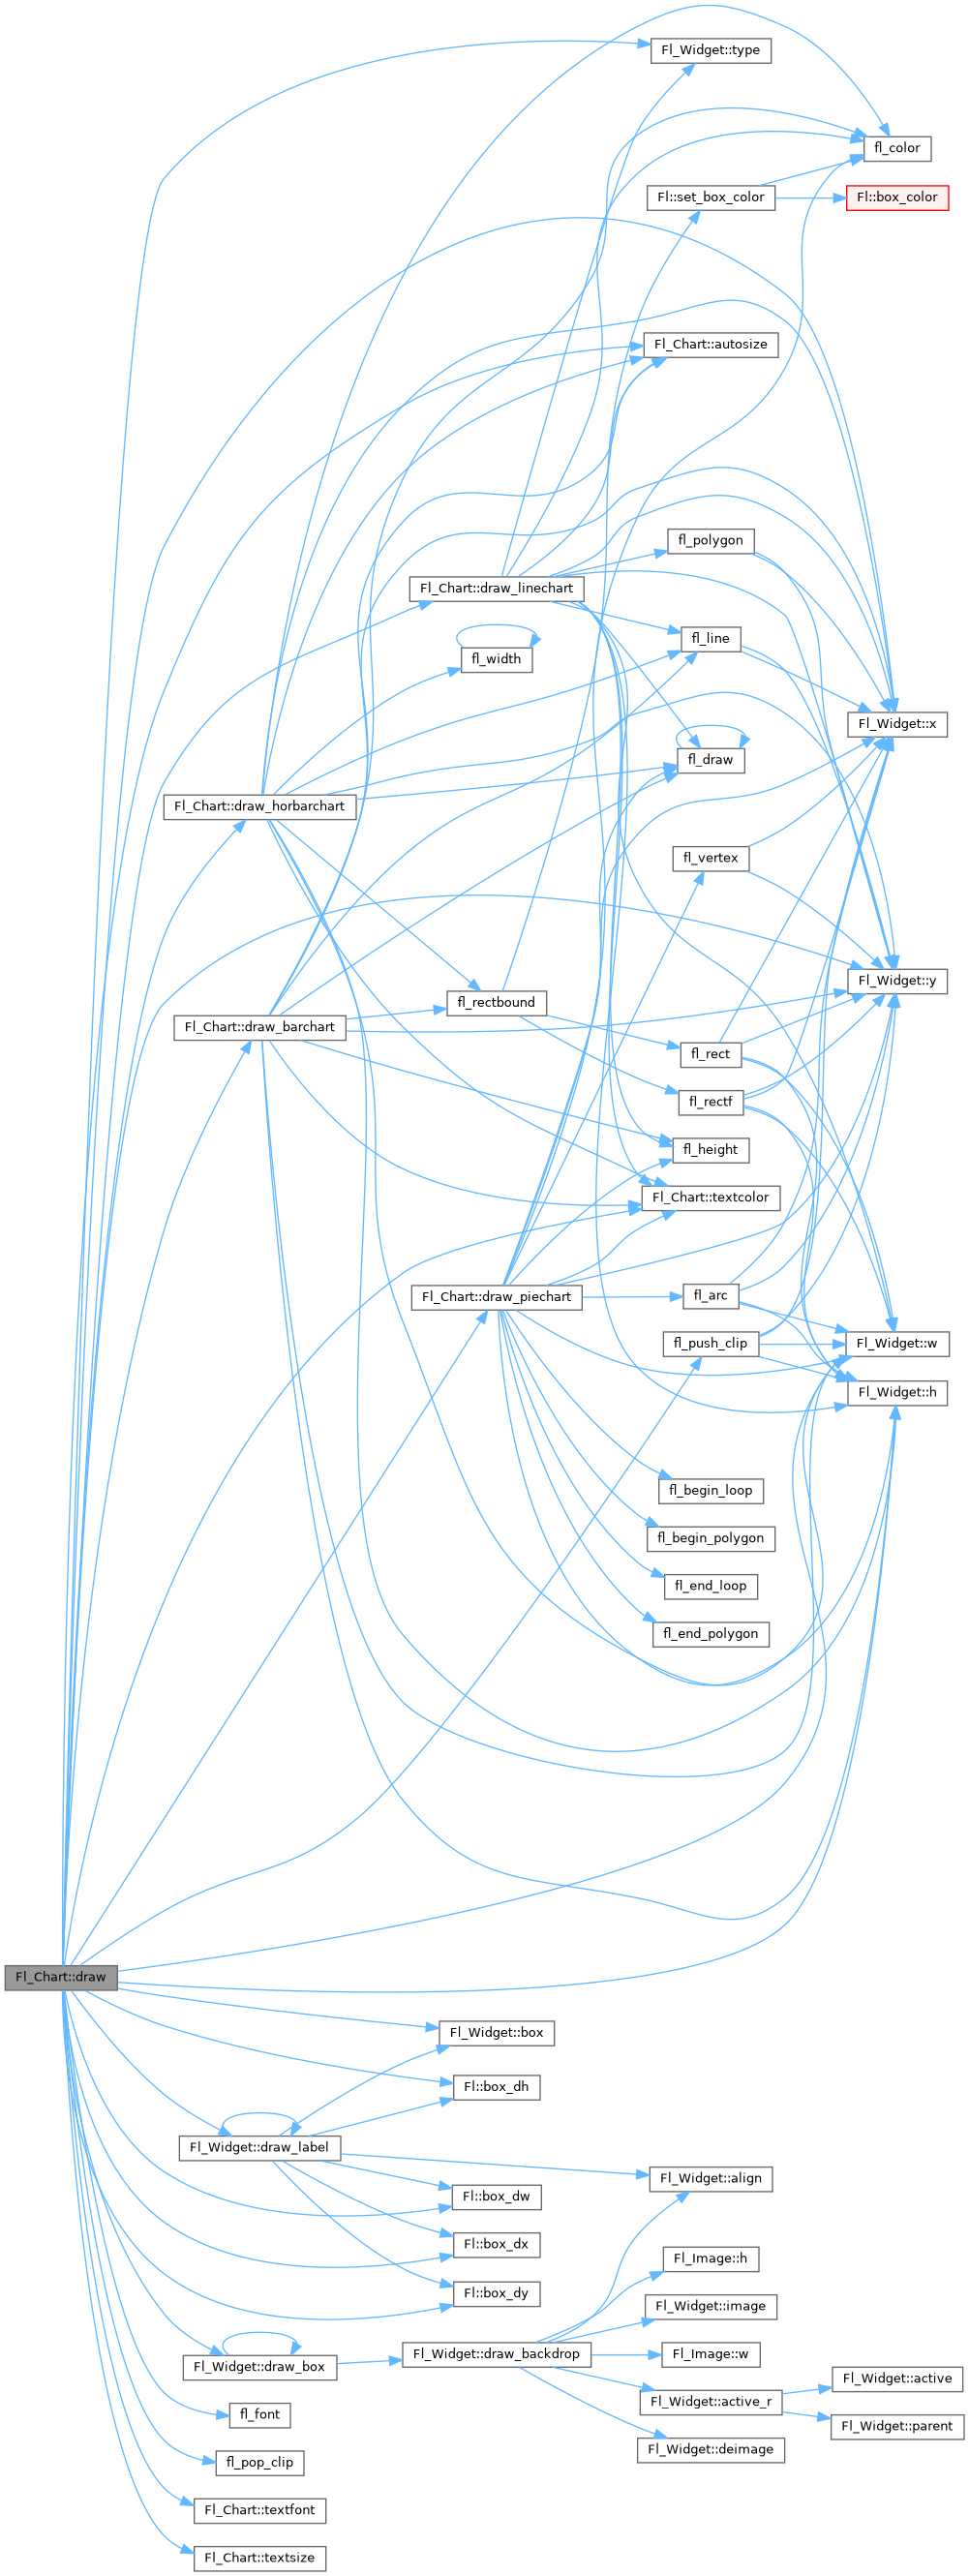 Fl_Widget::type
fl_color
Fl::set_box_color
Fl::box_color
Fl_Chart::autosize
fl_polygon
Fl_Chart::draw_linechart
fl_line
fl_width
Fl_Widget::x
fl_draw
Fl_Chart::draw_horbarchart
fl_vertex
Fl_Widget::y
fl_rectbound
Fl_Chart::draw_barchart
fl_rect
fl_rectf
fl_height
Fl_Chart::textcolor
Fl_Chart::draw_piechart
fl_arc
fl_push_clip
Fl_Widget::w
Fl_Widget::h
fl_begin_loop
fl_begin_polygon
fl_end_loop
fl_end_polygon
Fl_Chart::draw
Fl_Widget::box
Fl::box_dh
Fl_Widget::draw_label
Fl_Widget::align
Fl::box_dw
Fl::box_dx
Fl_Image::h
Fl::box_dy
Fl_Widget::image
Fl_Widget::draw_backdrop
Fl_Image::w
Fl_Widget::draw_box
Fl_Widget::active
Fl_Widget::active_r
fl_font
Fl_Widget::parent
Fl_Widget::deimage
fl_pop_clip
Fl_Chart::textfont
Fl_Chart::textsize